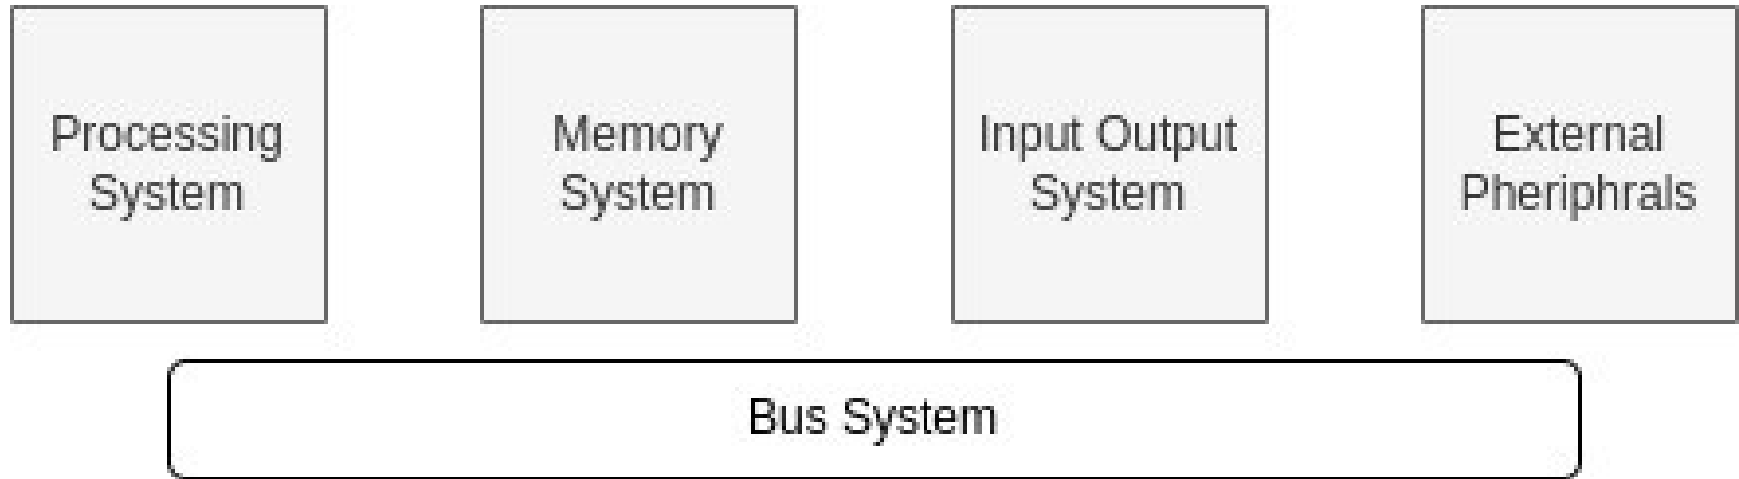 Processing
System
Memory
System
Input Output
System
External
Pheriphrals
Bus System